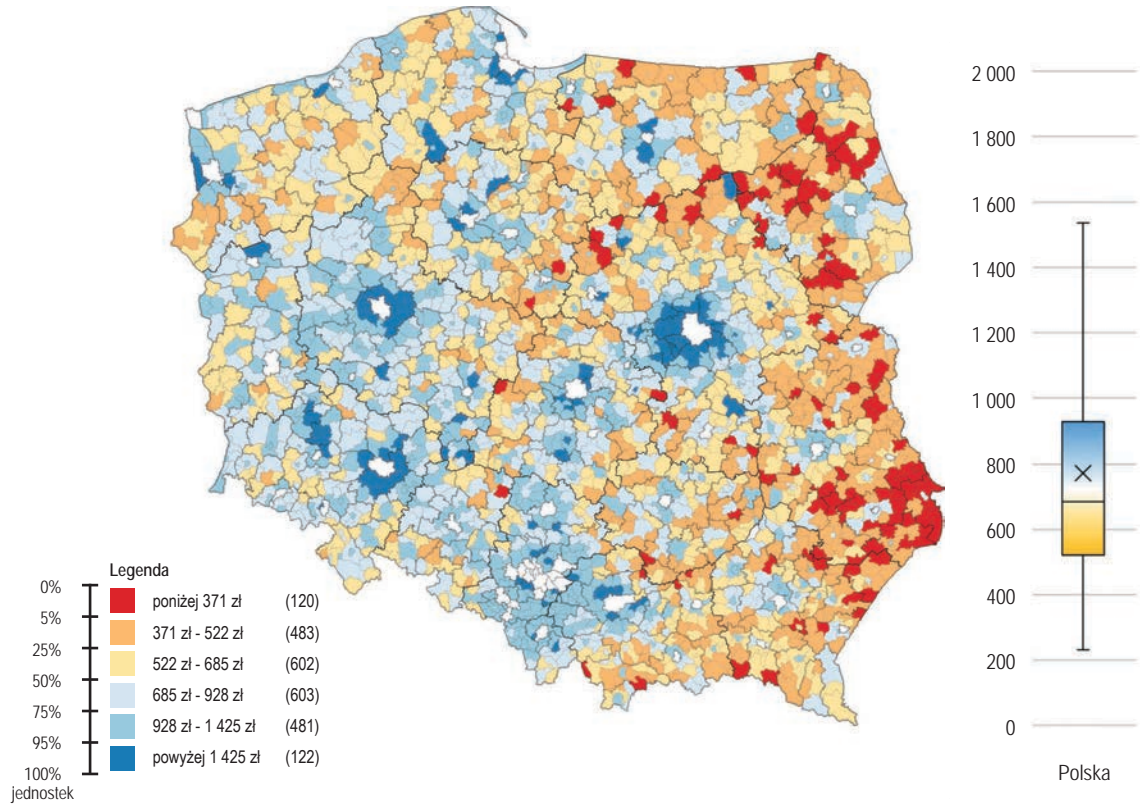 2 000
1 800
1 600
1 400
1 200
1 000
800
600
400
200
0
Polska
Legenda
0%
poniżej 371 zł (120)
5%
371 zł - 522 zł (483)
25%
522 zł - 685 zł (602)
50%
685 zł - 928 zł (603)
75%
928 zł - 1 425 zł (481)
95%
powyżej 1 425 zł (122)
100%
jednostek